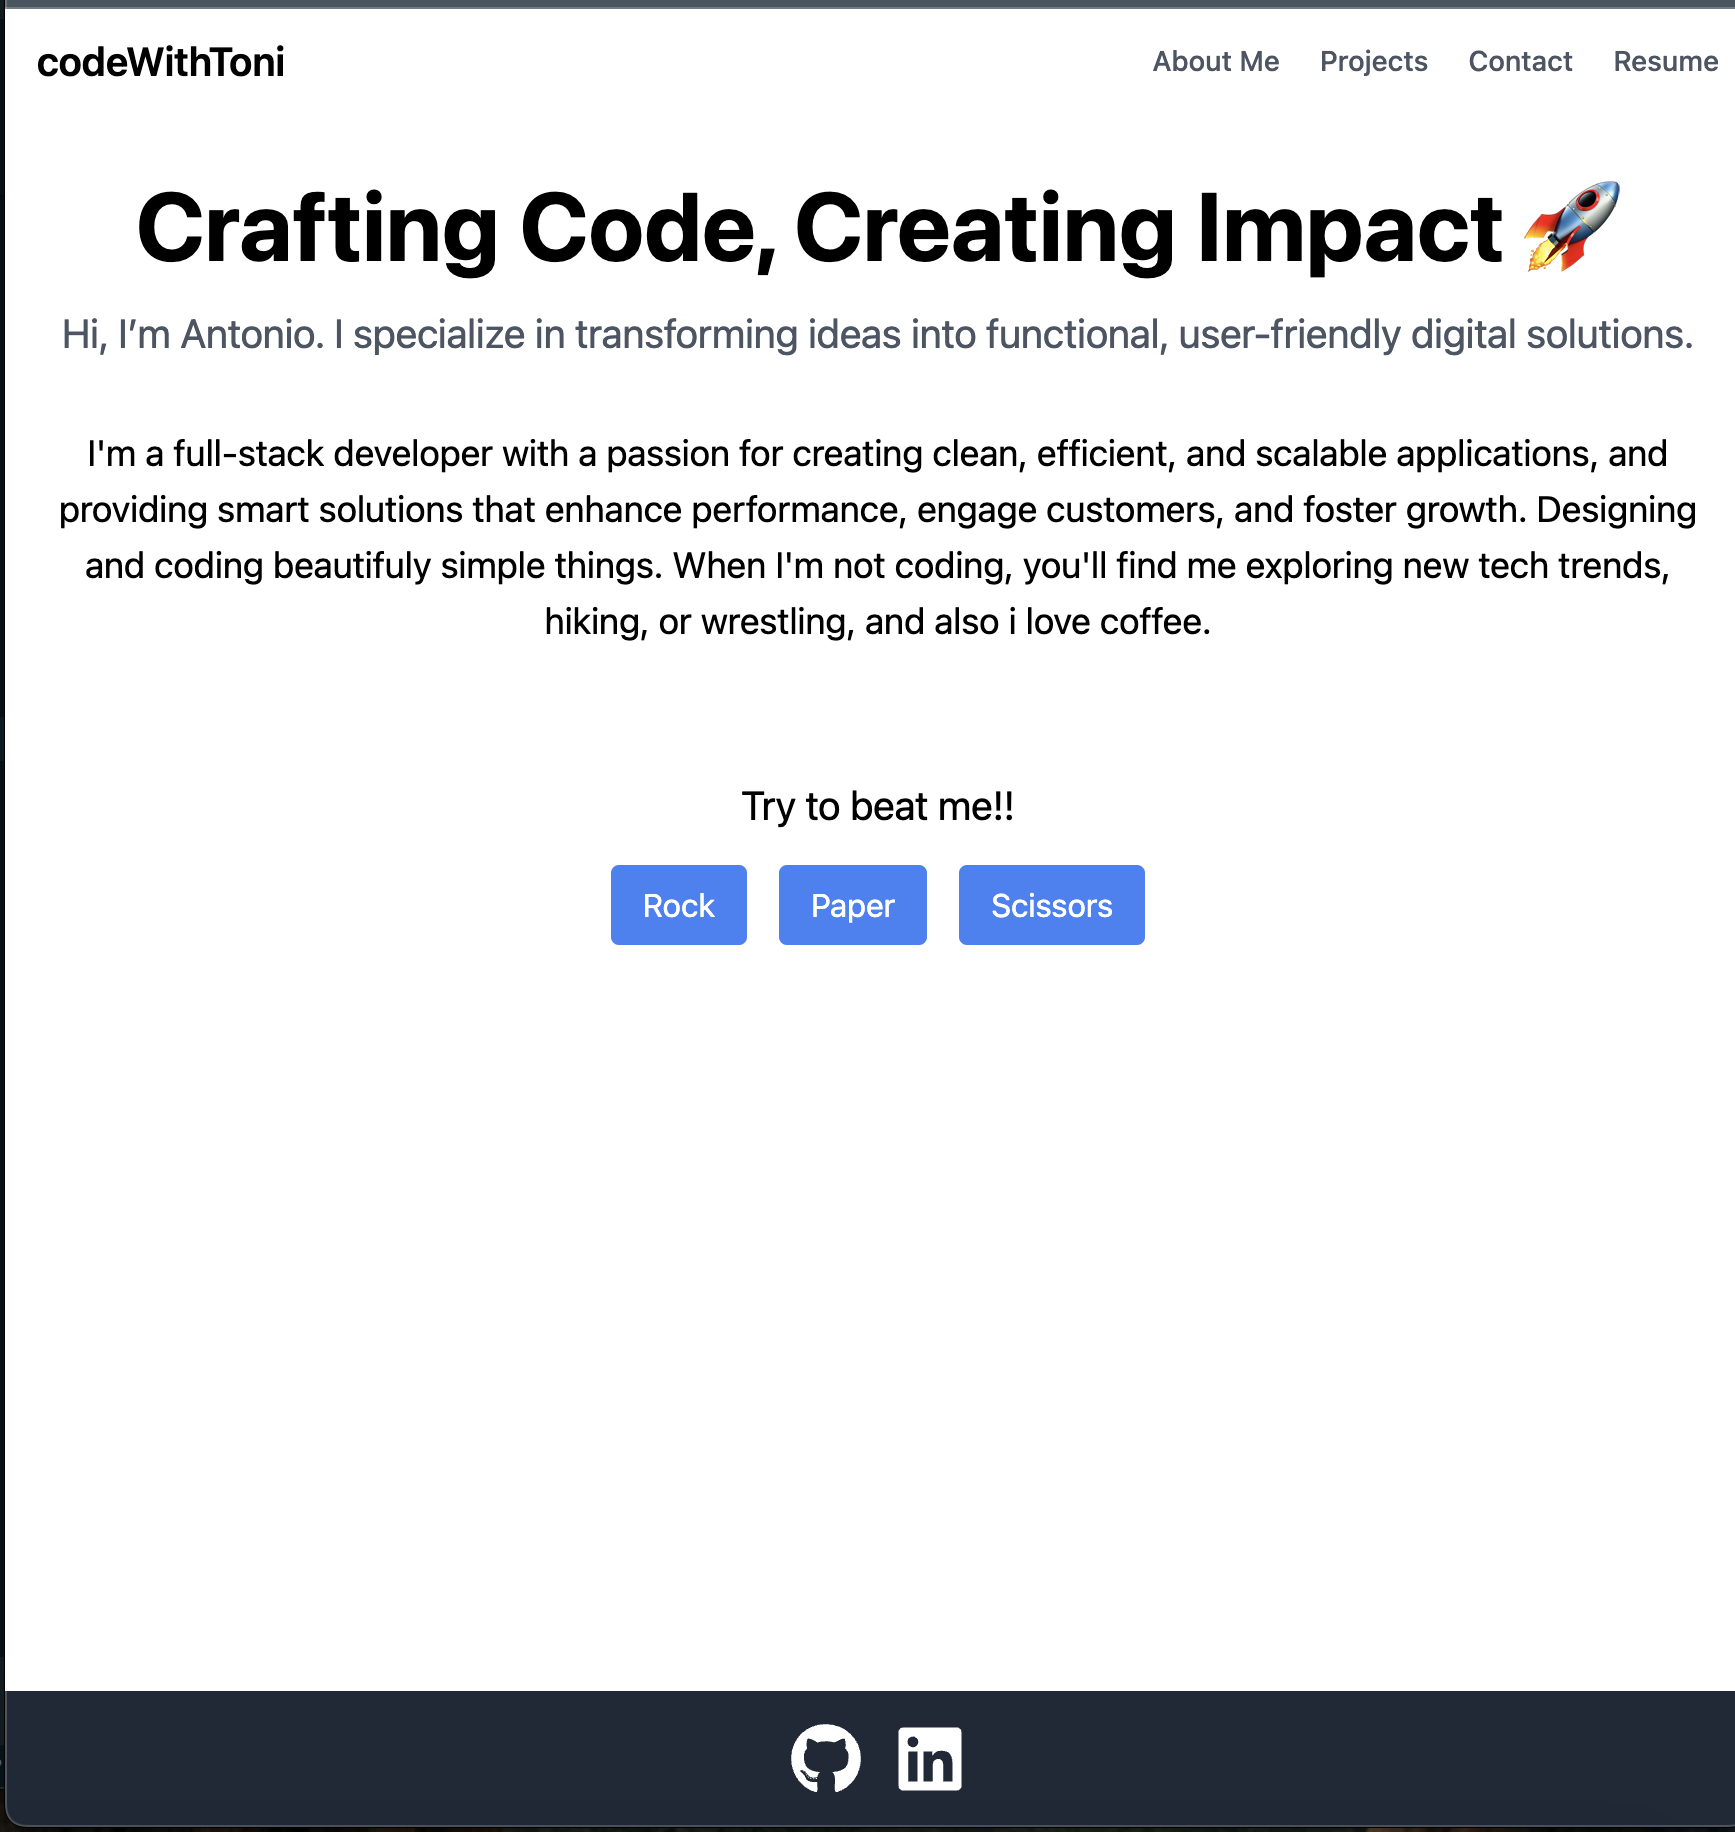 codeWithToni
About Me Projects Contact Resume
Crafting Code, Creating Impact 🚀
Hi, I’m Antonio. I specialize in transforming ideas into functional, user-friendly digital solutions.
I'm a full-stack developer with a passion for creating clean, efficient, and scalable applications, and
providing smart solutions that enhance performance, engage customers, and foster growth. Designing
and coding beautifuly simple things. When I'm not coding, you'll find me exploring new tech trends,
hiking, or wrestling, and also i love coffee.
Try to beat me!!
Rock Paper Scissors
in